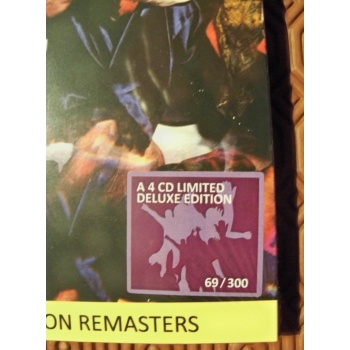 A 4 CD LIMITED
DELUXE EDITION
69/300
ON REMASTERS